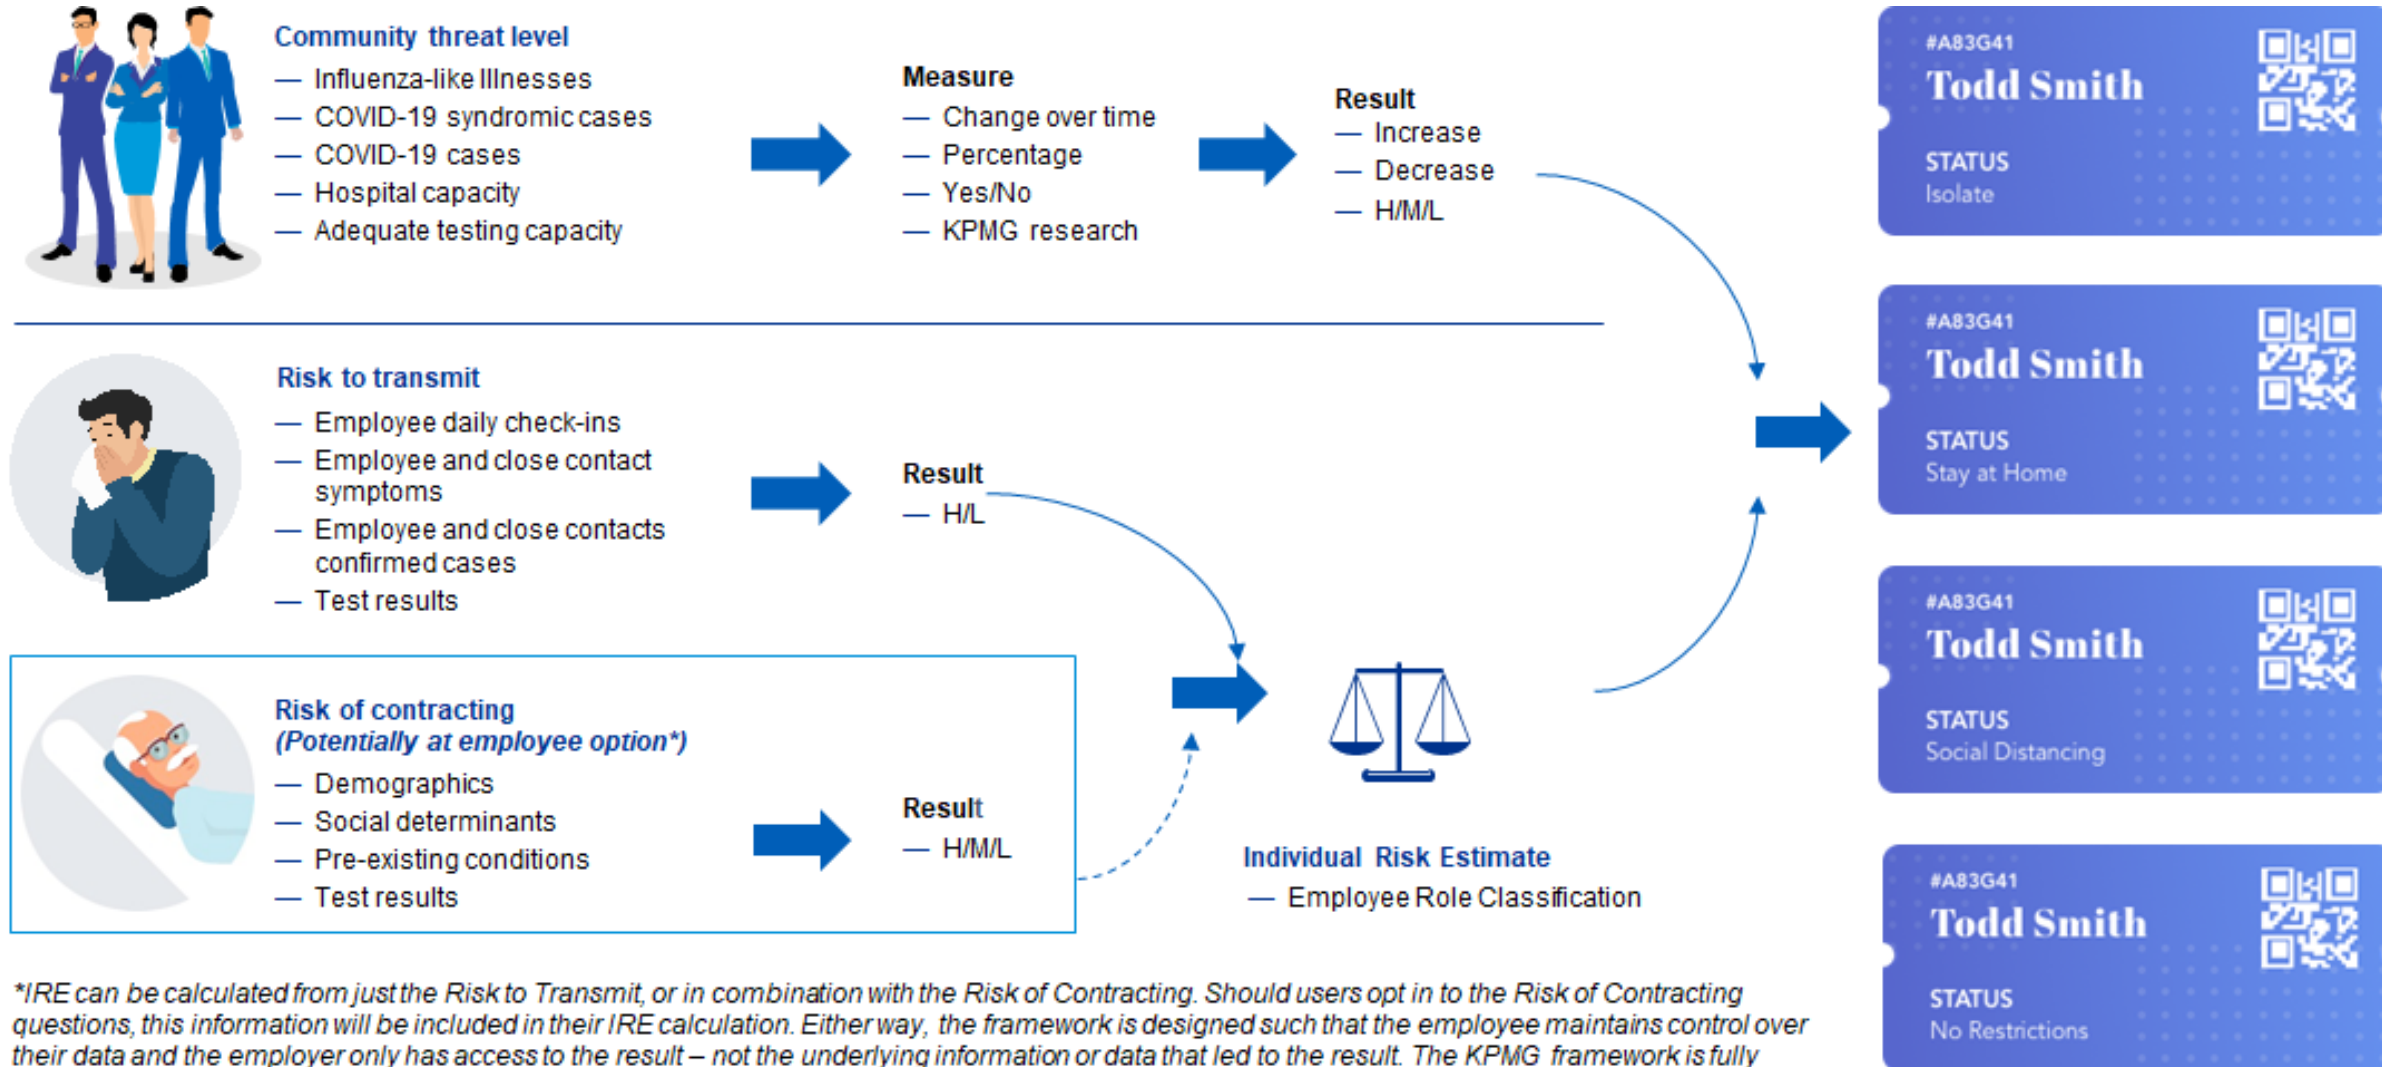 Community threat level
— Influenza-like Illnesses
— COVID-19 syndromic cases
— COVID-19 cases
— Hospital capacity
— Adequate testing capacity
Measure
— Change over time
— Percentage
— Yes/No
— KPMG research
Result
— Increase
— Decrease
— H/M/L
Risk to transmit
— Employee daily check-ins
— Employee and close contact
symptoms
— Employee and close contacts
confirmed cases
— Test results
Result
— H/L
Risk of contracting
(Potentially at employee option*)
— Demographics
— Social determinants
— Pre-existing conditions
— Test results
Result
— H/M/L
Individual Risk Estimate
— Employee Role Classification
#A83G41
Todd Smith
STATUS
Isolate
#A83G41
Todd Smith
STATUS
Stay at Home
#A83G41
Todd Smith
STATUS
Social Distancing
#A83G41
Todd Smith
STATUS
No Restrictions
*IRE can be calculated from just the Risk to Transmit, or in combination with the Risk of Contracting. Should users opt in to the Risk of Contracting
questions, this information will be included in their IRE calculation. Either way, the framework is designed such that the employee maintains control over
their data and the employer only has access to the result – not the underlying information or data that led to the result. The KPMG framework is fully